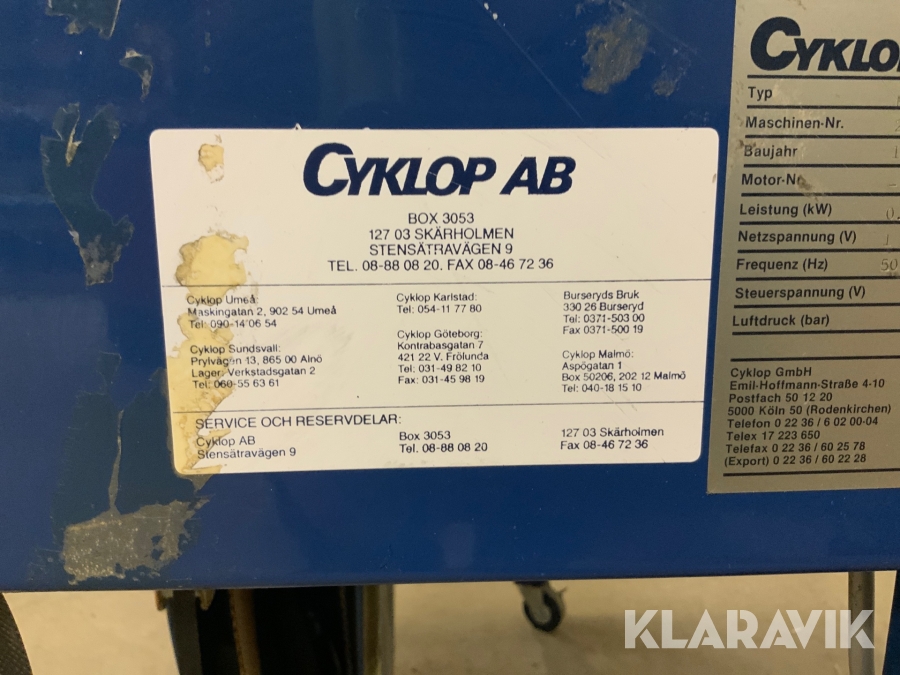 CYKLOP AB
BOX 3053
127 03 SKÄRHOLMEN
STENSÄTRAVÄGEN 9
TEL. 08-88 08 20. FAX 08-46 72 36
Cyklop Umeå:
Maskingatan 2, 902 54 Umeå
Tel: 090-14 06 54
Cyklop Sundsvall:
Prylvägen 13, 865 00 Alnö
Lager: Verkstadsgatan 2
Tel: 060-55 63 61
Cyklop Karlstad:
Tel: 054-11 77 80
Cyklop Göteborg:
Kontrabasgatan 7
421 22 V. Frölunda
Tel: 031-49 82 10
Fax: 031-45 98 19
Burseryds Bruk
330 26 Burseryd
Tel: 0371-503 00
Fax 0371-500 19
Cyklop Malmö:
Aspögatan 1
Box 50206, 202 12 Malmö
Tel: 040-18 15 10
SERVICE OCH RESERVDELAR:
Cyklop AB
Stensätravägen 9
Box 3053
Tel. 08-88 08 20
127 03 Skärholmen
Fax 08-46 72 36
CYKLOP
Typ
Maschinen-Nr.
Baujahr
Motor-Nr.
Leistung (kW)
Netzspannung (V)
Frequenz (Hz) 50
Steuerspannung (V)
Luftdruck (bar)
Cyklop GmbH
Emil-Hoffmann-Straße 4-10
Postfach 50 12 20
5000 Köln 50 (Rodenkirchen)
Telefon 0 22 36 / 6 02 00-04
Telex 17 223 650
Telefax 0 22 36 / 60 25 78
(Export) 0 22 36 / 60 22 28
KLARAVIK